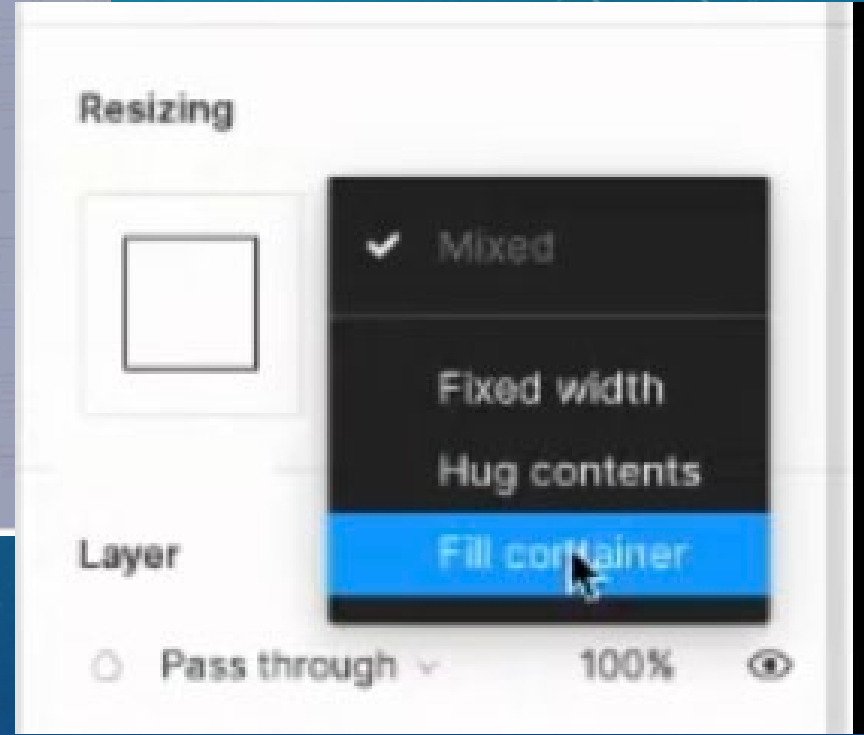 Resizing
Mixed
Fixed width
Hug contents
Fill container
Layer
Pass through 100%